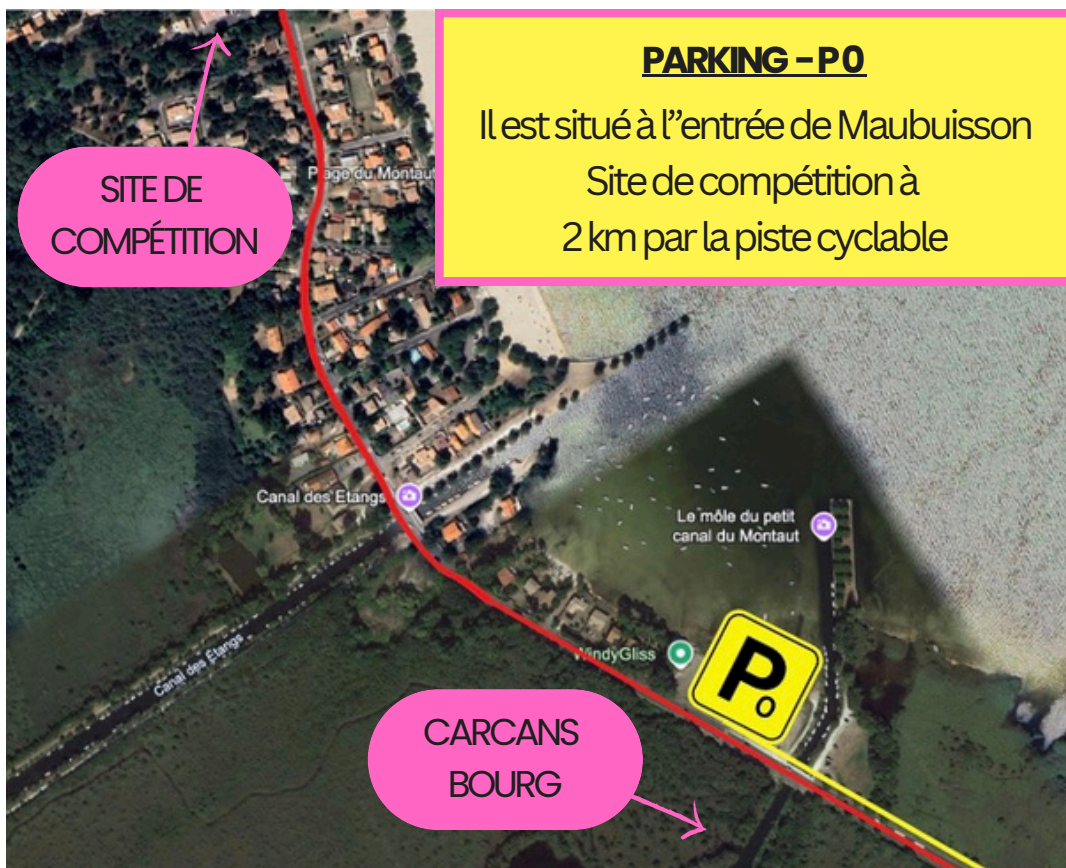 PARKING - P0
Il est situé à l’’entrée de Maubuisson
Site de compétition à
2 km par la piste cyclable
SITE DE
COMPÉTITION
Plage du Montaut
Canal des Etangs
Le môle du petit
canal du Montaut
Canal des Étangs
WindyGliss
Po
CARCANS
BOURG